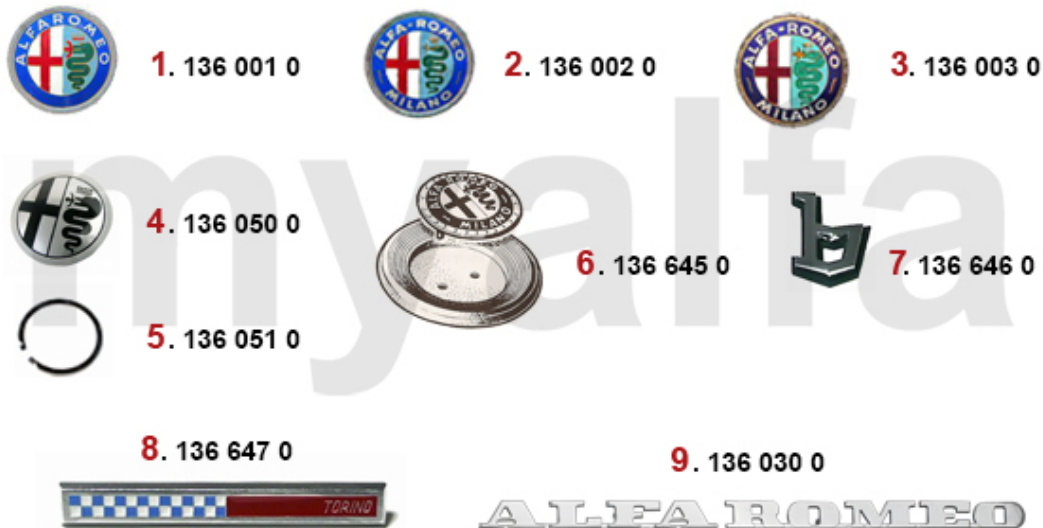 ALFA ROMEO
1. 136 001 0
ALFA-ROMEO
MILANO
2. 136 002 0
ALFA-ROMEO
MILANO
3. 136 003 0
myalfa
4. 136 050 0
ALFA ROMEO
MILANO
6. 136 645 0
b
7. 136 646 0
5. 136 051 0
8. 136 647 0
TORINO
9. 136 030 0
ALFA ROMEO